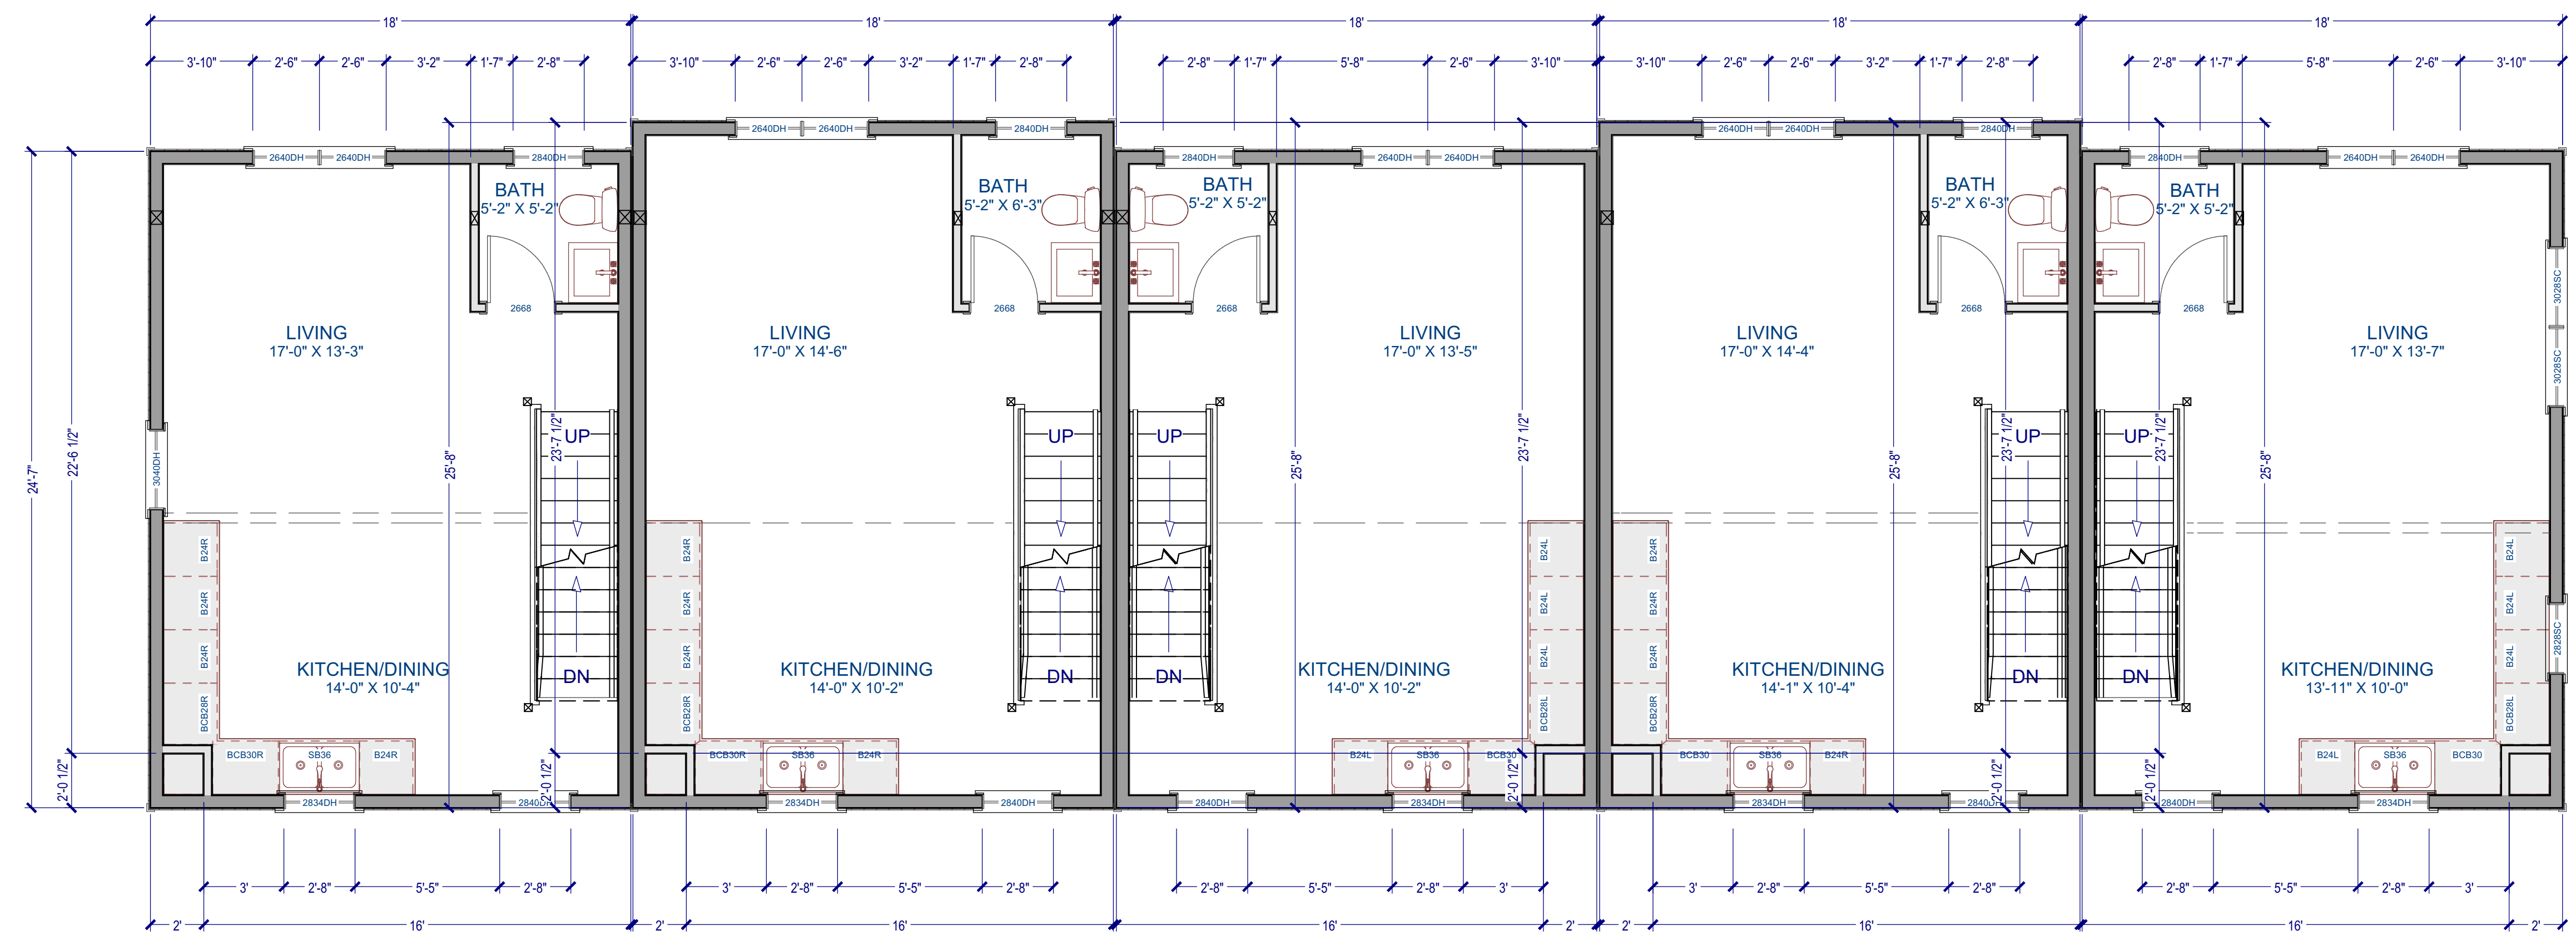 18' 18' 18' 18' 18'
3'-10" 2'-6" 2'-6" 3'-2" 1'-7" 2'-8" 3'-10" 2'-6" 2'-6" 3'-2" 1'-7" 2'-8" 2'-8" 1'-7" 5'-8" 2'-6" 3'-10" 3'-10" 2'-6" 2'-6" 3'-2" 1'-7" 2'-8" 2'-8" 1'-7" 5'-8" 2'-6" 3'-10"
2640DH 2640DH 2840DH 2640DH 2640DH 2840DH
2640DH 2640DH 2840DH 2840DH 2640DH 2640DH 2840DH 2640DH 2640DH
BATH BATH BATH BATH BATH
5'-2" X 5'-2" 5'-2" X 6'-3" 5'-2" X 5'-2" 5'-2" X 6'-3" 5'-2" X 5'-2"
3028SC
2668 2668 2668 2668 2668
LIVING LIVING LIVING LIVING LIVING
17'-0" X 13'-3" 17'-0" X 14'-6" 17'-0" X 13'-5" 17'-0" X 14'-4" 17'-0" X 13'-7"
3028SC
UP UP UP UP UP
24'-7" 22'-6 1/2" 3040DH 25'-8" 23'-7 1/2" 25'-8" 23'-7 1/2" 25'-8" 23'-7 1/2" 23'-7 1/2" 25'-8"
B24R B24R B24L B24R B24L
B24R B24R B24L B24R B24L
B24R B24R B24L B24R B24L
2828SC
KITCHEN/DINING KITCHEN/DINING KITCHEN/DINING KITCHEN/DINING KITCHEN/DINING
14'-0" X 10'-4" 14'-0" X 10'-2" 14'-0" X 10'-2" 14'-1" X 10'-4" 13'-11" X 10'-0"
DN DN DN DN DN
BCB28R BCB28R BCB28L BCB28R BCB28L
BCB30R SB36 B24R BCB30R SB36 B24R B24L SB36 BCB30 BCB30 SB36 B24R B24L SB36 BCB30
2'-0 1/2" 2'-0 1/2" 2'-0 1/2" 2'-0 1/2" 2'-0 1/2"
2834DH 2840DH 2834DH 2840DH 2840DH 2834DH 2834DH 2840DH 2840DH 2834DH
3' 2'-8" 5'-5" 2'-8" 3' 2'-8" 5'-5" 2'-8" 2'-8" 5'-5" 2'-8" 3' 3' 2'-8" 5'-5" 2'-8" 2'-8" 5'-5" 2'-8" 3'
2' 16' 2' 16' 16' 2' 2' 16' 16' 2'